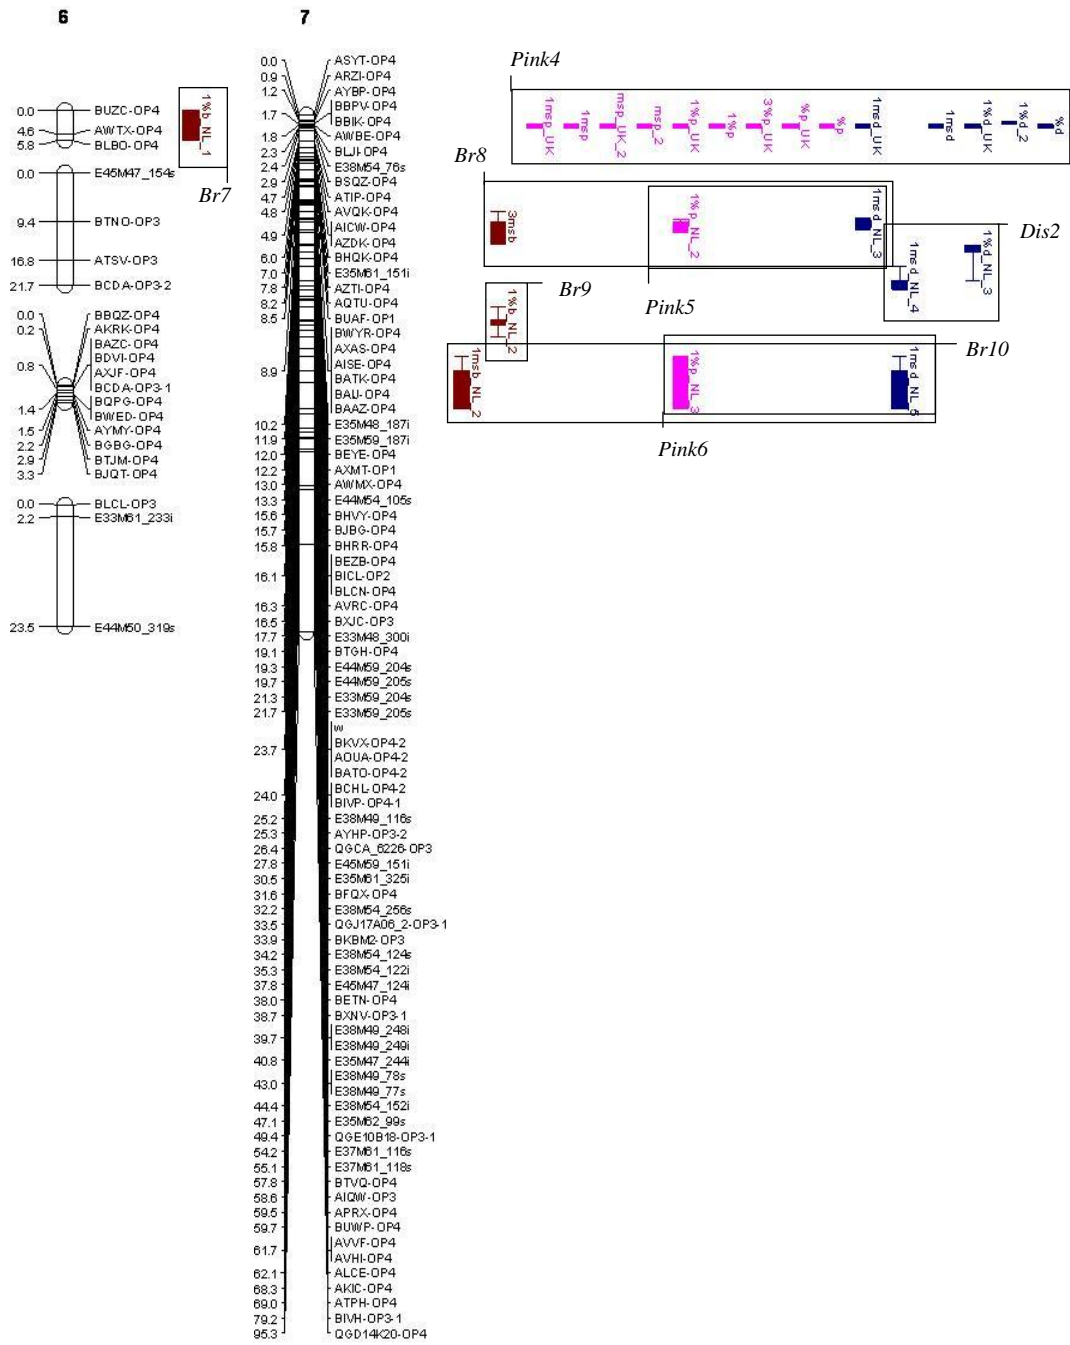 6
0.0 BUZC-OP4
4.6 AWTX-OP4
5.8 BLBO-OP4
1%b_NL_1
Br7
0.0 E45M47_154s
9.4 BTNO-OP3
16.8 ATSV-OP3
21.7 BCDA-OP3-2
0.0 BBQZ-OP4
0.2 AKRK-OP4
BAZC-OP4
BDVI-OP4
0.8 AXJF-OP4
BCDA-OP3-1
1.4 BQPG-OP4
BWED-OP4
1.5 AYMY-OP4
2.2 BGBG-OP4
2.9 BTJM-OP4
3.3 BJQT-OP4
0.0 BLCL-OP3
2.2 E33M61_233i
23.5 E44M50_319s
7
0.0 ASYT-OP4
0.9 ARZI-OP4
1.2 AYBP-OP4
BBPV-OP4
1.7 BBIK-OP4
1.8 AWBE-OP4
2.3 BLJI-OP4
2.4 E38M54_76s
2.9 BSQZ-OP4
4.7 ATIP-OP4
4.8 AVQK-OP4
AICW-OP4
4.9 AZDK-OP4
6.0 BHQK-OP4
7.0 E35M61_151i
7.8 AZTI-OP4
8.2 AQTU-OP4
8.5 BUAF-OP1
BWYR-OP4
AXAS-OP4
AISE-OP4
8.9 BATK-OP4
BALI-OP4
BAAZ-OP4
10.2 E35M48_187i
11.9 E35M59_187i
12.0 BEYE-OP4
12.2 AXMT-OP1
13.0 AWMX-OP4
13.3 E44M54_105s
15.6 BHVY-OP4
15.7 BJBG-OP4
15.8 BHRR-OP4
BEZB-OP4
16.1 BICL-OP2
BLCN-OP4
16.3 AVRC-OP4
16.5 BXJC-OP3
17.7 E33M48_300i
19.1 BTGH-OP4
19.3 E44M59_204s
19.7 E44M59_205s
21.3 E33M59_204s
21.7 E33M59_205s
w
BKVX-OP4-2
23.7 AOUA-OP4-2
BATO-OP4-2
BCHL-OP4-2
24.0 BIVP-OP4-1
25.2 E38M49_116s
25.3 AYHP-OP3-2
26.4 QGCA_6226-OP3
27.8 E45M59_151i
30.5 E35M61_325i
31.6 BFQX-OP4
32.2 E38M54_256s
33.5 QGJ17A06_2-OP3-1
33.9 BKBM2-OP3
34.2 E38M54_124s
35.3 E38M54_122i
37.8 E45M47_124i
38.0 BETN-OP4
38.7 BXNV-OP3-1
E38M49_248i
39.7 E38M49_249i
40.8 E35M47_244i
E38M49_78s
43.0 E38M49_77s
44.4 E38M54_152i
47.1 E35M62_99s
49.4 QGE10B18-OP3-1
54.2 E37M61_116s
55.1 E37M61_118s
57.8 BTVQ-OP4
58.6 AIQW-OP3
59.5 APRX-OP4
59.7 BUWP-OP4
AVVF-OP4
61.7 AVHI-OP4
62.1 ALCE-OP4
68.3 AKIC-OP4
69.0 ATPH-OP4
79.2 BIVH-OP3-1
95.3 QGD14K20-OP4
Pink4
1msp_UK
1msp
msp_UK_2
msp_2
1%p_UK
1%p
3%p_UK
%p_UK
%p
1msd_UK
1msd
1%d_UK
1%d_2
%d
Br8
3msb
1%p_NL_2
1msd_NL_3
Pink5
1msd_NL_4
1%d_NL_3
Dis2
Br9
1%b_NL_2
Br10
1msb_NL_2
1%p_NL_3
1msd_NL_5
Pink6